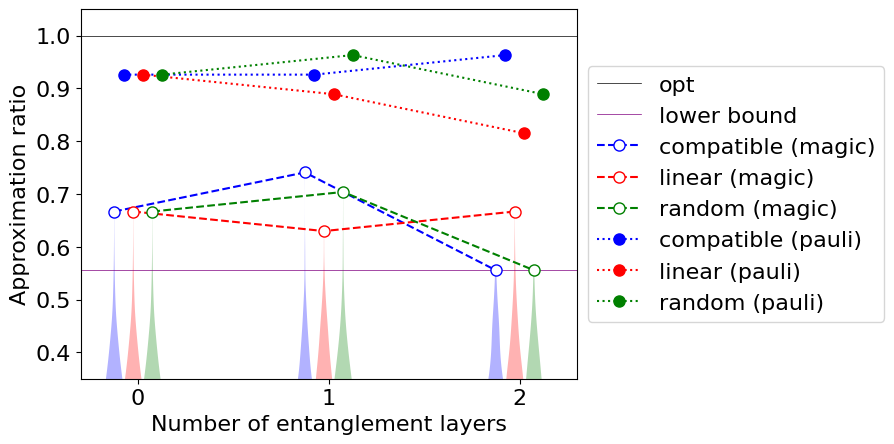 Approximation ratio
1.0
0.9
0.8
0.7
0.6
0.5
0.4
0
1
2
Number of entanglement layers
opt
lower bound
compatible (magic)
linear (magic)
random (magic)
compatible (pauli)
linear (pauli)
random (pauli)